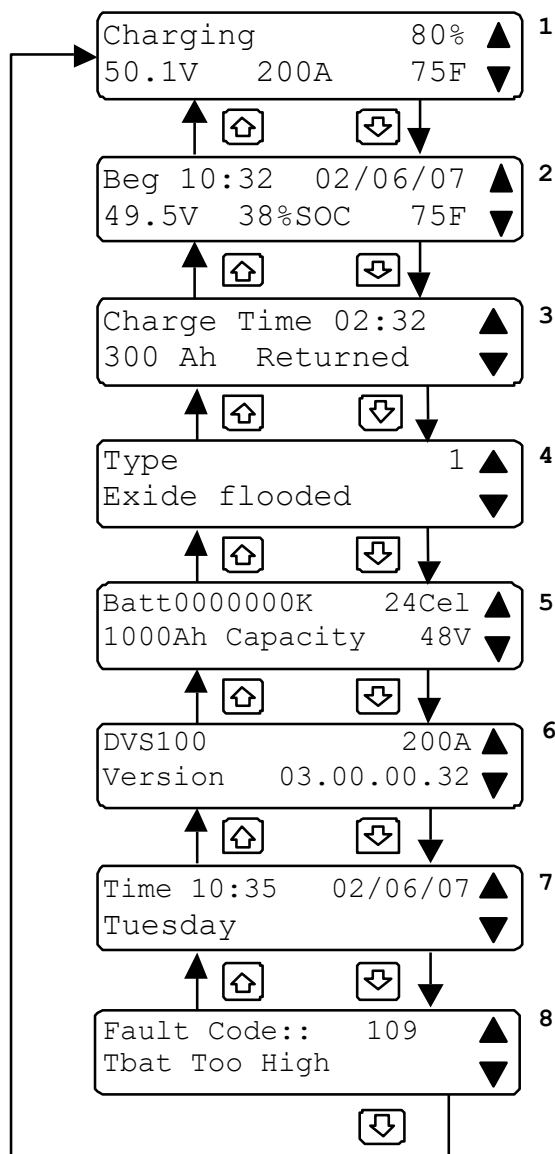 Charging 80% 1
50.1V 200A 75F
Beg 10:32 02/06/07 2
49.5V 38%SOC 75F
Charge Time 02:32 3
300 Ah Returned
Type 1 4
Exide flooded
Batt0000000K 24Cel 5
1000Ah Capacity 48V
DVS100 200A 6
Version 03.00.00.32
Time 10:35 02/06/07 7
Tuesday
Fault Code:: 109 8
Tbat Too High